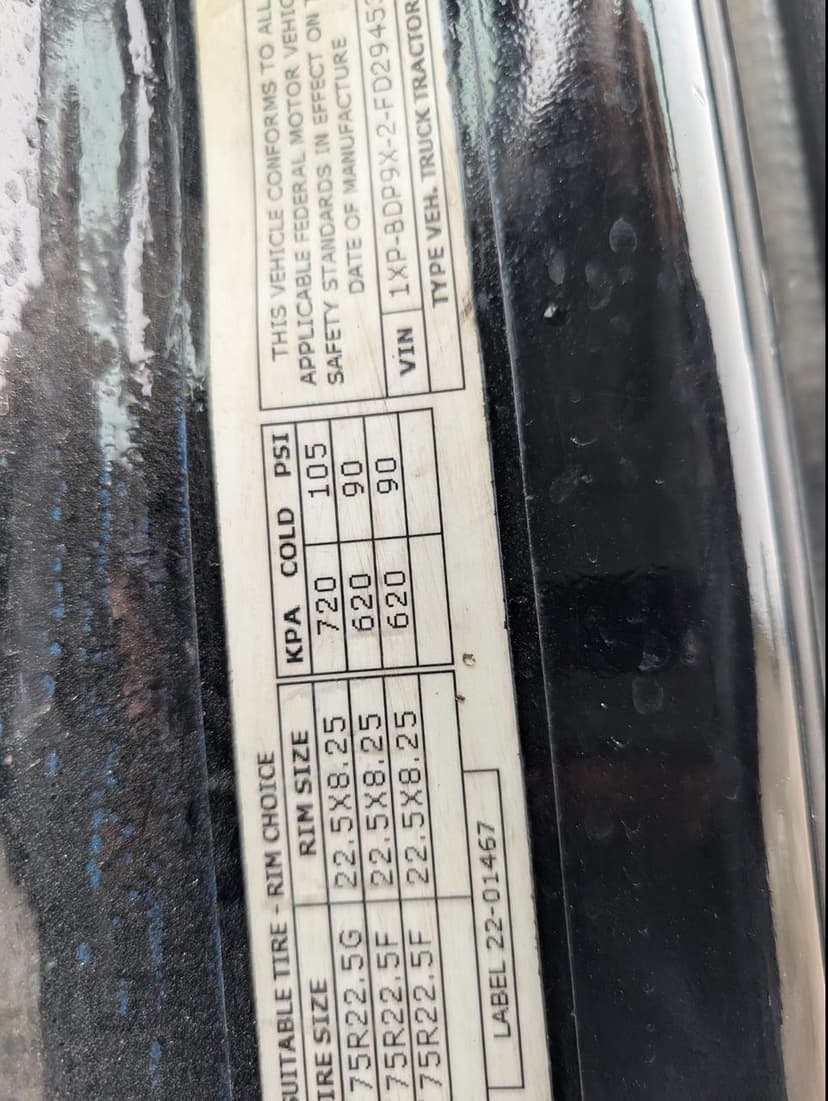 SUITABLE TIRE - RIM CHOICE
TIRE SIZE RIM SIZE
75R22.5G 22.5X8.25
75R22.5F 22.5X8.25
75R22.5F 22.5X8.25
LABEL 22-01467
KPA COLD PSI
720 105
620 90
620 90
THIS VEHICLE CONFORMS TO ALL
APPLICABLE FEDERAL MOTOR VEHIC
SAFETY STANDARDS IN EFFECT ON
DATE OF MANUFACTURE
VIN 1XP-BDP9X-2-FD2945
TYPE VEH. TRUCK TRACTOR